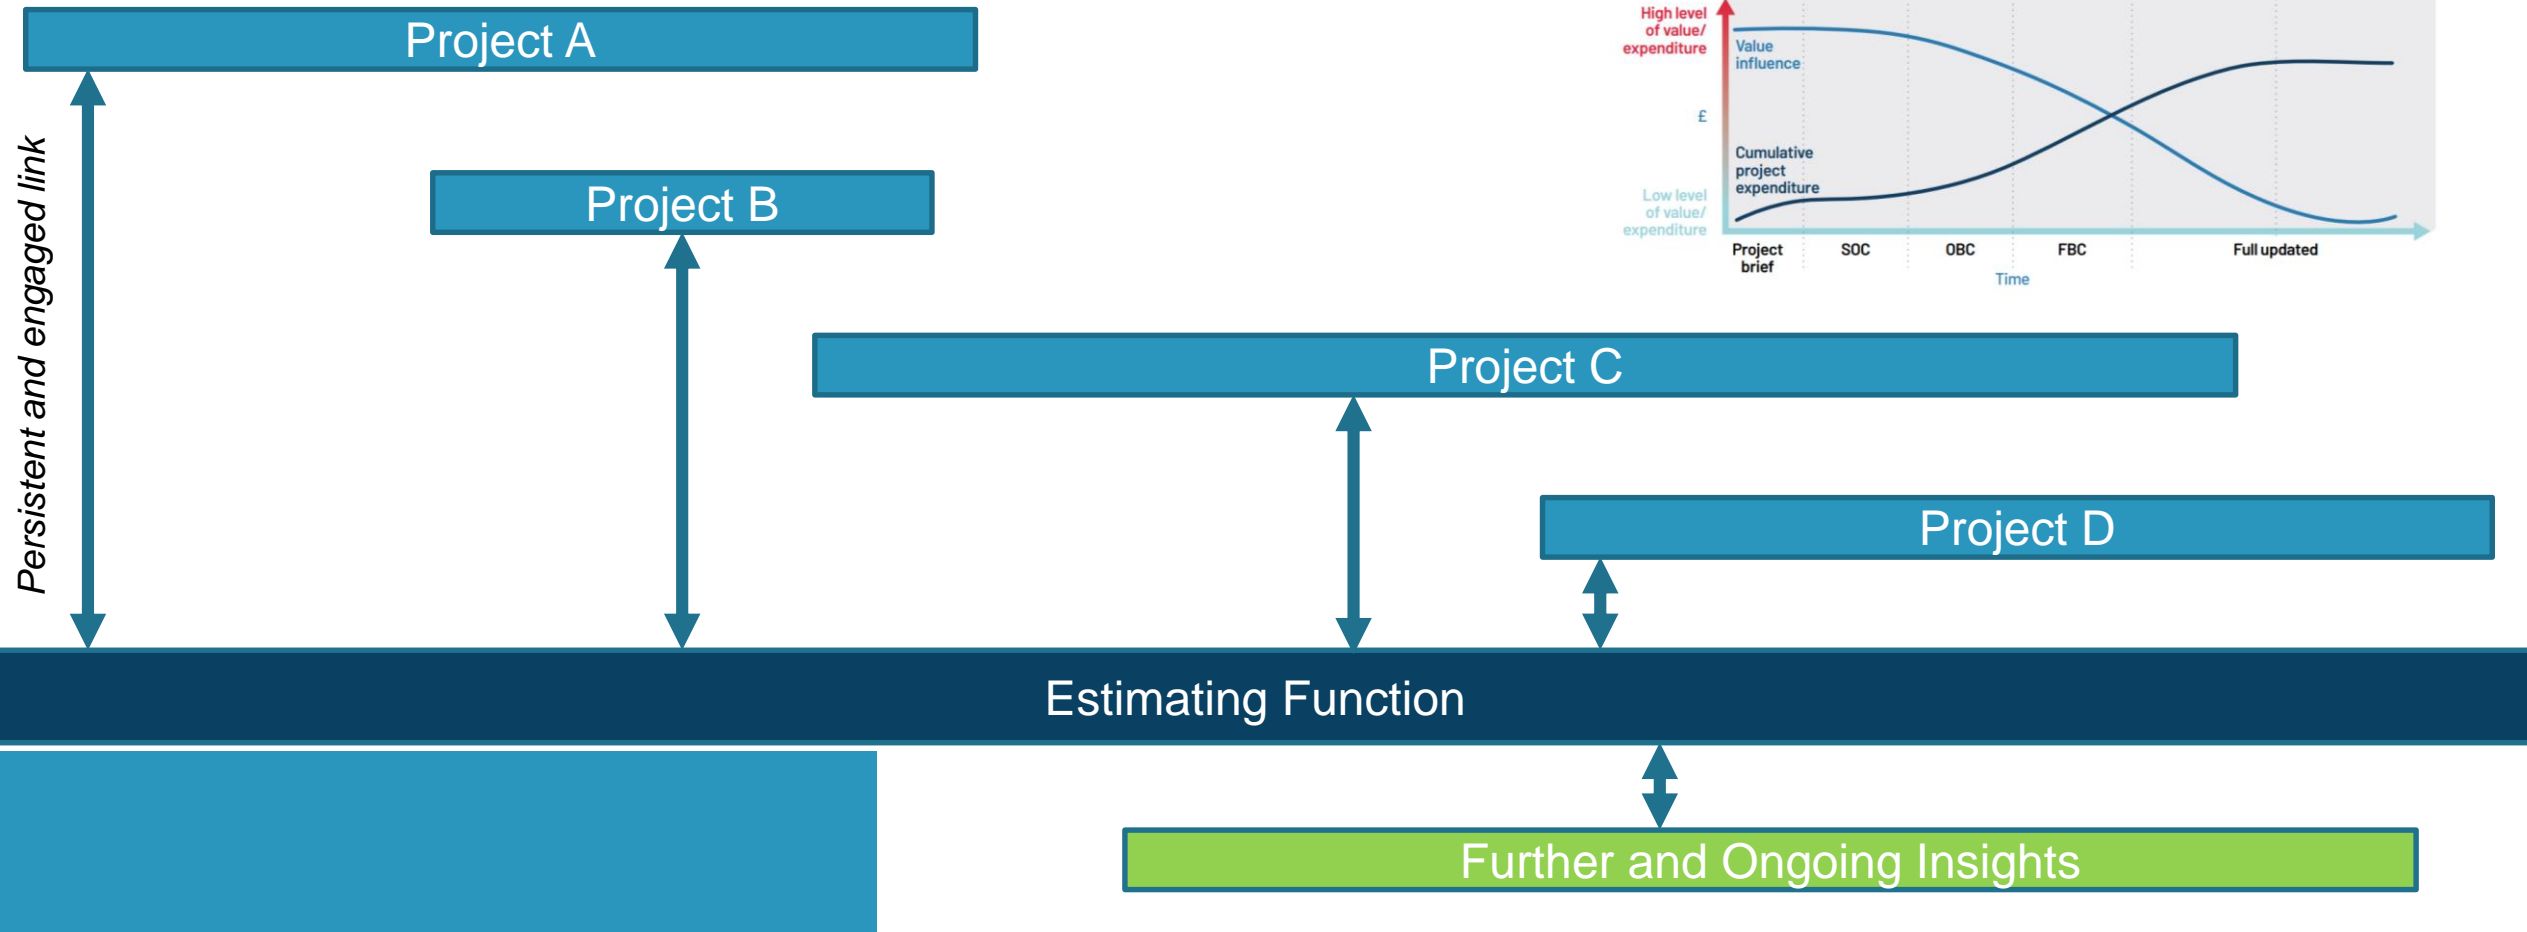 Project A
Persistent and engaged link
High level
of value/
expenditure
Value
influence
£
Cumulative
project
expenditure
Low level
of value/
expenditure
Project
brief
SOC
OBC
FBC
Full updated
Time
Project B
Project C
Project D
Estimating Function
Further and Ongoing Insights